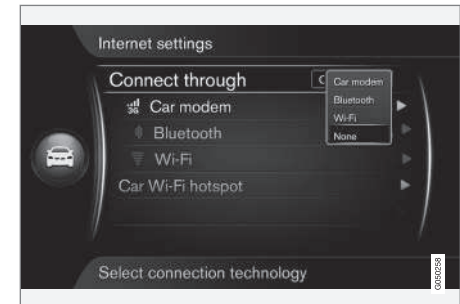 Internet settings
Connect through
Car modem
Bluetooth
Wi-Fi
None
3G Car modem
Bluetooth
Wi-Fi
Car Wi-Fi hotspot
Select connection technology
G050258